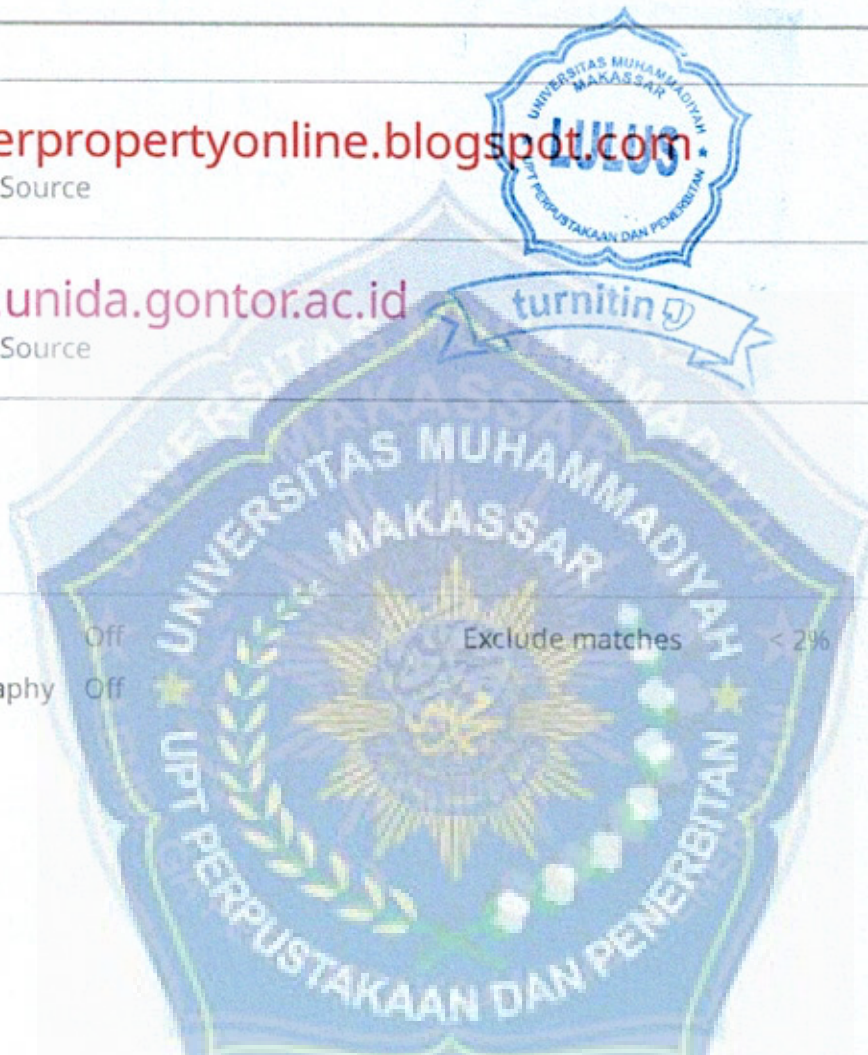 UNIVERSITAS MUHAMMADIYAH
MAKASSAR
LULUS
UPT PERPUSTAKAAN DAN PENERBITAN
erpropertyonline.blogspot.com
Source
turnitin
unida.gontor.ac.id
Source
UNIVERSITAS MUHAMMADIYAH
MAKASSAR
Off
Exclude matches < 2%
aphy Off
UPT PERPUSTAKAAN DAN PENERBITAN